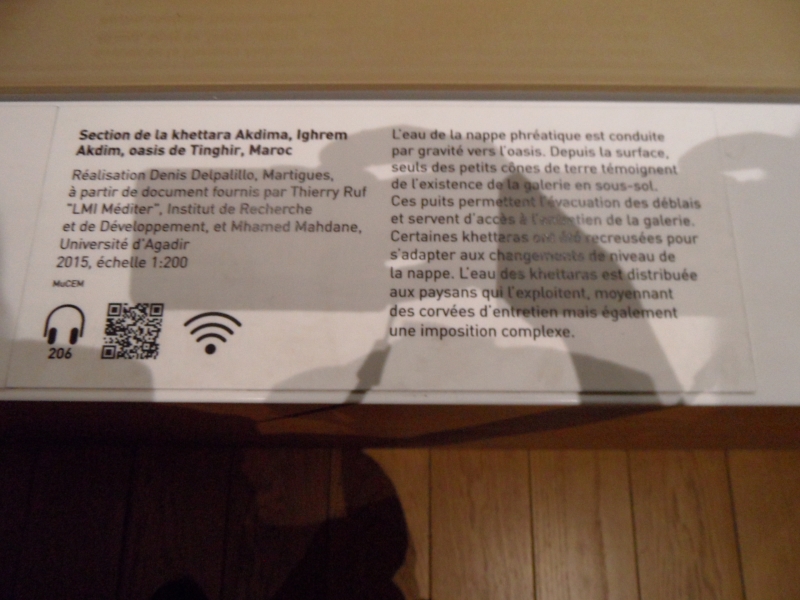 Section de la khettara Akdima, Ighrem
Akdim, oasis de Tinghir, Maroc
Réalisation Denis Delpalillo, Martigues,
à partir de document fournis par Thierry Ruf
"LMI Méditer", Institut de Recherche
et de Développement, et Mhamed Mahdane,
Université d'Agadir
2015, échelle 1:200
MuCEM
206
L'eau de la nappe phréatique est conduite
par gravité vers l'oasis. Depuis la surface,
seuls des petits cônes de terre témoignent
de l'existence de la galerie en sous-sol.
Ces puits permettent l'évacuation des déblais
et servent d'accès à l'entretien de la galerie.
Certaines khettaras ont été recreusées pour
s'adapter aux changements de niveau de
la nappe. L'eau des khettaras est distribuée
aux paysans qui l'exploitent, moyennant
des corvées d'entretien mais également
une imposition complexe.